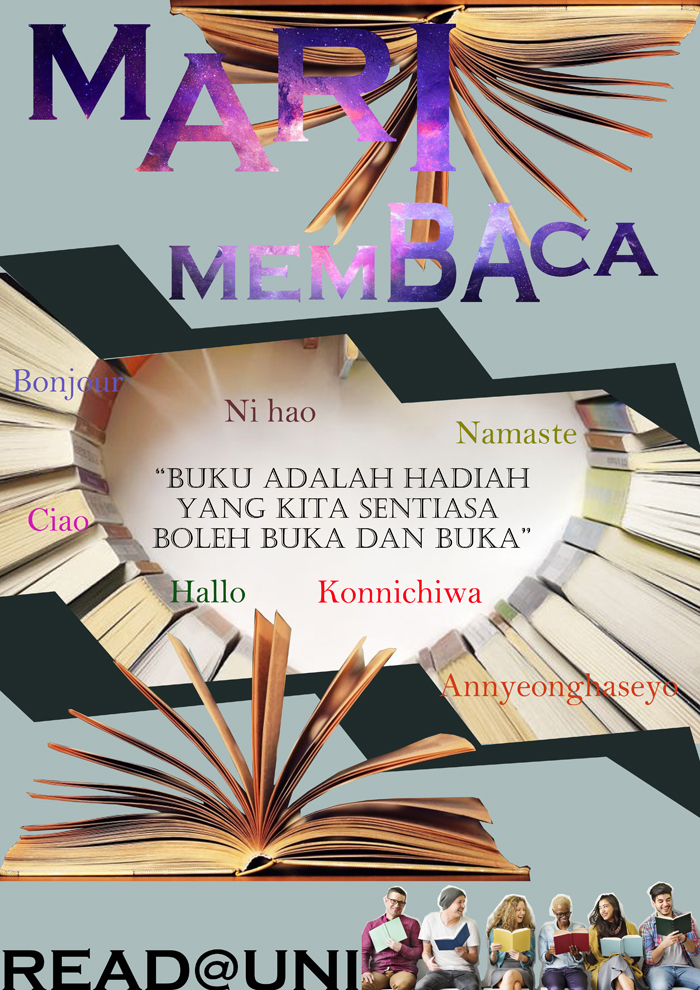 MARI
MEMBACA
Bonjour
Ni hao
Namaste
“BUKU ADALAH HADIAH
YANG KITA SENTIASA
BOLEH BUKA DAN BUKA”
Ciao
Hallo
Konnichiwa
Annyeonghaseyo
READ@UNI